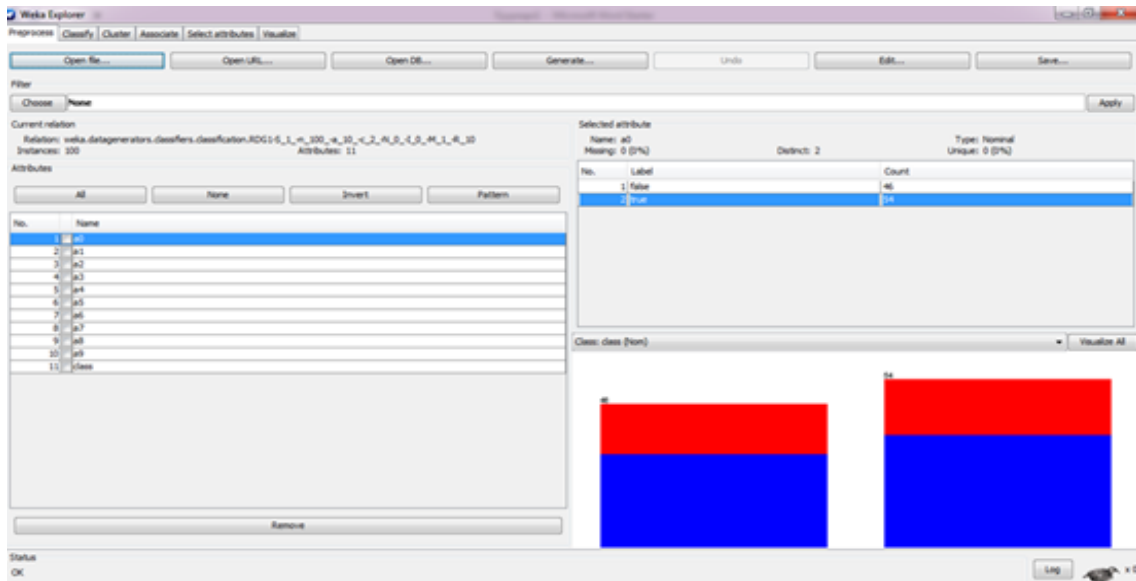 Weka Explorer
Preprocess Classify Cluster Associate Select attributes Visualize
Open file... Open URL... Open DB... Generate... Undo Edit... Save...
Filter
Choose None Apply
Current relation
Relation: weka.datagenerators.classifiers.classification.RDG1-S_1_-n_100_-a_10_-c_2_-N_0_-I_0_-M_1_-R_10
Instances: 100 Attributes: 11
Selected attribute
Name: a0 Type: Nominal
Missing: 0 (0%) Distinct: 2 Unique: 0 (0%)
No. Label Count
1 false 46
2 true 54
Attributes
All None Invert Pattern
No. Name
1 a0
2 a1
3 a2
4 a3
5 a4
6 a5
7 a6
8 a7
9 a8
10 a9
11 class
Remove
Class: class (Nom) Visualize All
46
54
Status
OK
Log x 0